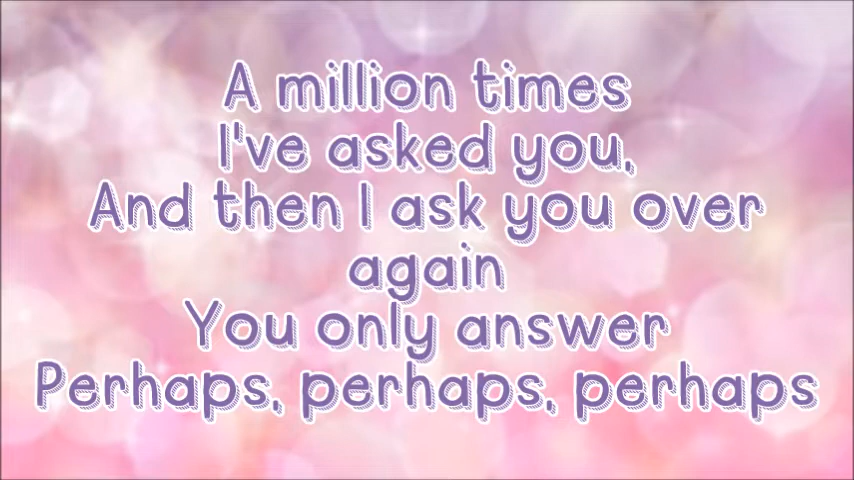 A million times
I've asked you,
And then I ask you over
again
You only answer
Perhaps, perhaps, perhaps